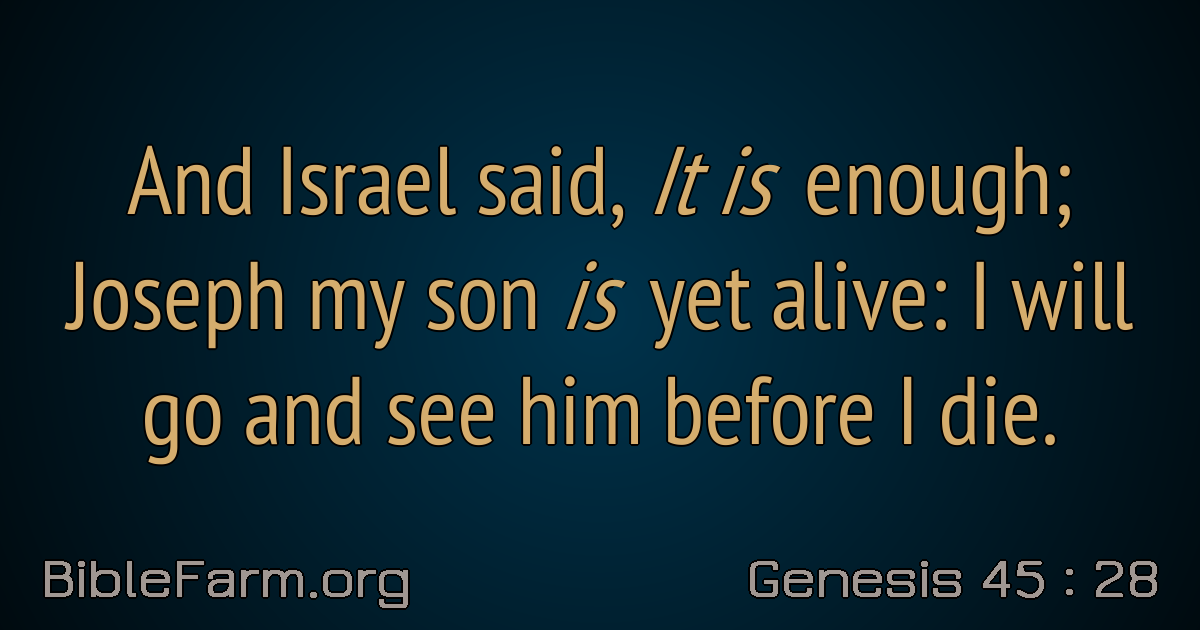 And Israel said, It is enough;
Joseph my son is yet alive: I will
go and see him before I die.
BibleFarm.org
Genesis 45 : 28